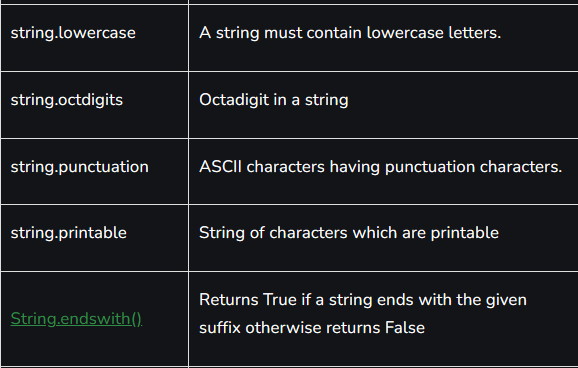 string.lowercase
A string must contain lowercase letters.
string.octdigits
Octadigit in a string
string.punctuation
ASCII characters having punctuation characters.
string.printable
String of characters which are printable
String.endswith()
Returns True if a string ends with the given
suffix otherwise returns False